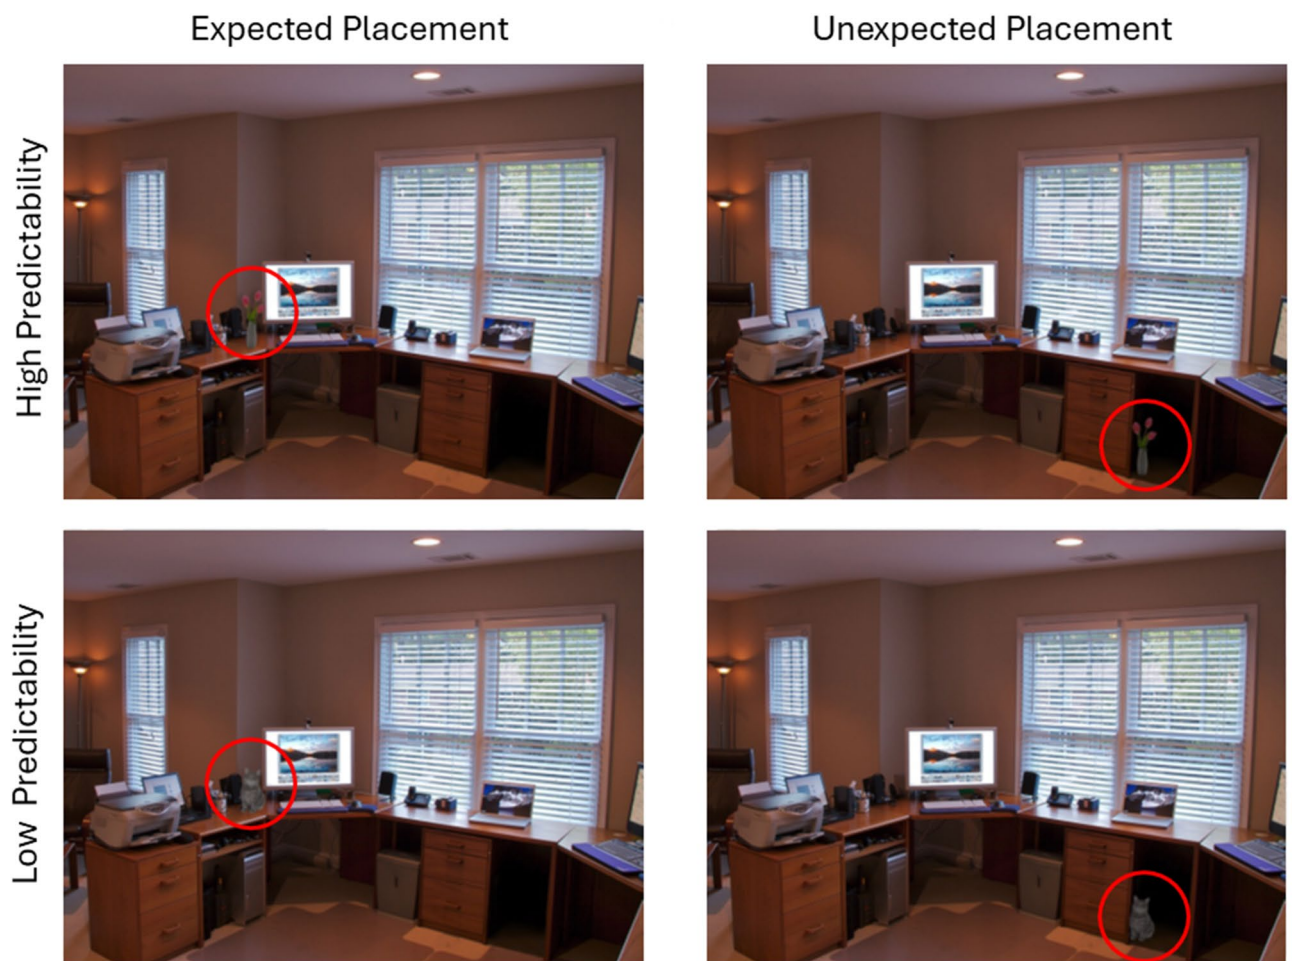 Expected Placement
Unexpected Placement
High Predictability
Low Predictability